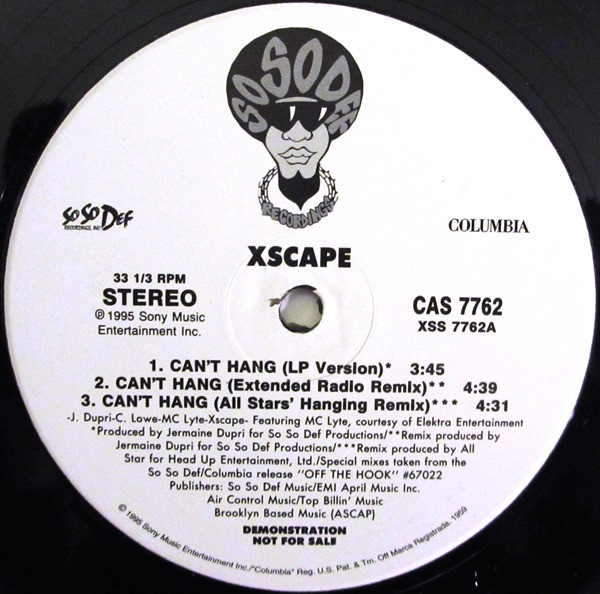 SO SO DEF
RECORDINGS
SO SO DEF
RECORDINGS, INC.
COLUMBIA
XSCAPE
33 1/3 RPM
STEREO
℗ 1995 Sony Music
Entertainment Inc.
CAS 7762
XSS 7762A
1. CAN'T HANG (LP Version)* 3:45
2. CAN'T HANG (Extended Radio Remix)** 4:39
3. CAN'T HANG (All Stars' Hanging Remix)*** 4:31
-J. Dupri-C. Lowe-MC Lyte-Xscape- Featuring MC Lyte, courtesy of Elektra Entertainment
*Produced by Jermaine Dupri for So So Def Productions/**Remix produced by
Jermaine Dupri for So So Def Productions/***Remix produced by All
Star for Head Up Entertainment, Ltd./Special mixes taken from the
So So Def/Columbia release "OFF THE HOOK" #67022
Publishers: So So Def Music/EMI April Music Inc.
Air Control Music/Top Billin' Music
Brooklyn Based Music (ASCAP)
DEMONSTRATION
NOT FOR SALE
©1995 Sony Music Entertainment Inc./"Columbia" Reg. U.S. Pat. & Tm. Off Marca Registrada. 1959